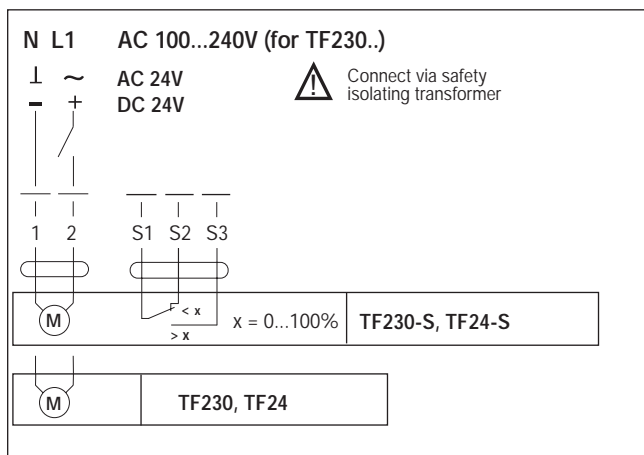 N L1 AC 100...240V (for TF230..)
⊥ ~ AC 24V
− + DC 24V
Connect via safety
isolating transformer
1 2 S1 S2 S3
M
< x
> x
x = 0...100%
TF230-S, TF24-S
M
TF230, TF24